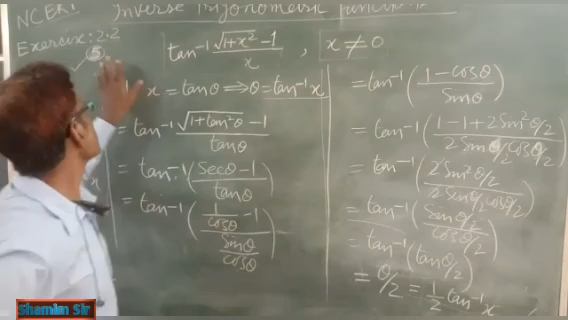 NCERT Inverse Trigonometric functions
Exercise: 2.2
5
tan⁻¹ (√(1+x²) − 1)/x , x ≠ 0
x = tanθ ⇒ θ = tan⁻¹x
= tan⁻¹ (√(1+tan²θ) − 1)/tanθ
= tan⁻¹ ((Secθ − 1)/tanθ)
= tan⁻¹ ((1/cosθ − 1)/(Sinθ/cosθ))
= tan⁻¹ ((1 − cosθ)/Sinθ)
= tan⁻¹ ((1 − 1 + 2Sin²θ/2)/(2Sinθ/2 cosθ/2))
= tan⁻¹ (2Sin²θ/2/(2Sinθ/2 cosθ/2))
= tan⁻¹ ((Sinθ/2)/(cosθ/2))
= tan⁻¹ (tanθ/2)
= θ/2 = 1/2 tan⁻¹x
Shamim Sir